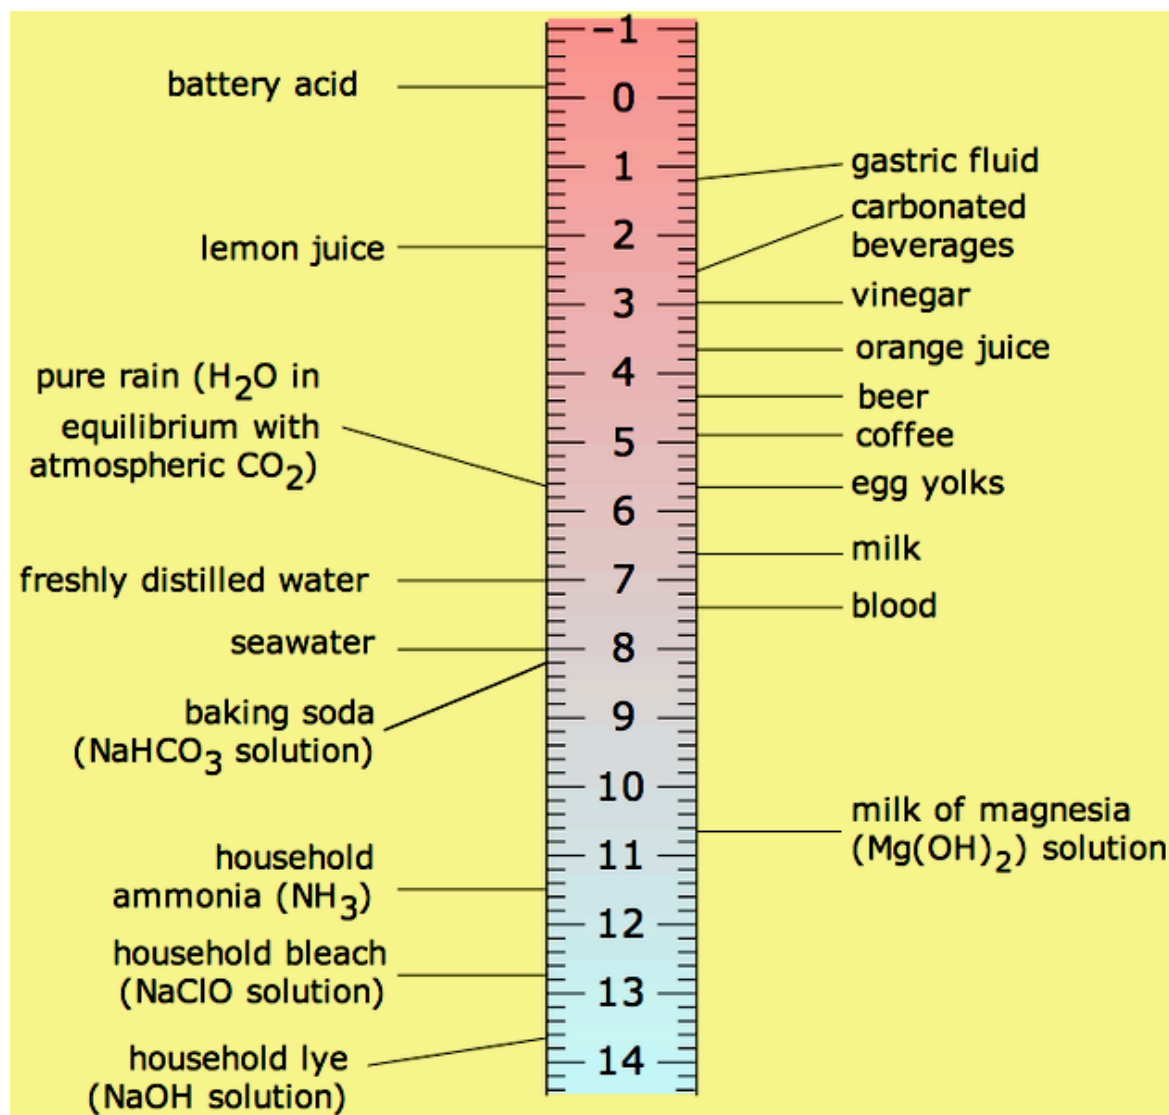 battery acid
lemon juice
pure rain (H₂O in
equilibrium with
atmospheric CO₂)
freshly distilled water
seawater
baking soda
(NaHCO₃ solution)
household
ammonia (NH₃)
household bleach
(NaClO solution)
household lye
(NaOH solution)
−1
0
1
2
3
4
5
6
7
8
9
10
11
12
13
14
gastric fluid
carbonated
beverages
vinegar
orange juice
beer
coffee
egg yolks
milk
blood
milk of magnesia
(Mg(OH)₂) solution